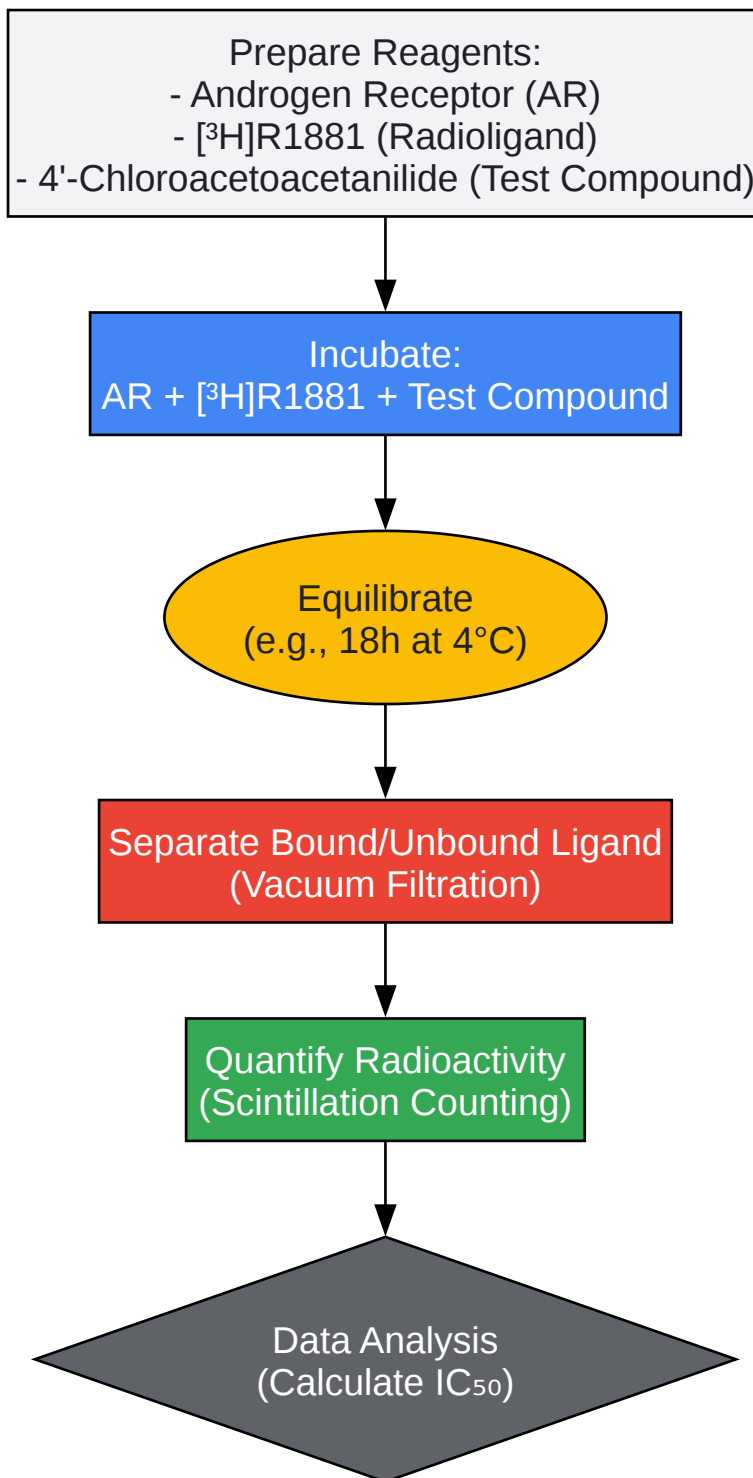 Prepare Reagents:
- Androgen Receptor (AR)
- [³H]R1881 (Radioligand)
- 4'-Chloroacetoacetanilide (Test Compound)
Incubate:
AR + [³H]R1881 + Test Compound
Equilibrate
(e.g., 18h at 4°C)
Separate Bound/Unbound Ligand
(Vacuum Filtration)
Quantify Radioactivity
(Scintillation Counting)
Data Analysis
(Calculate IC₅₀)